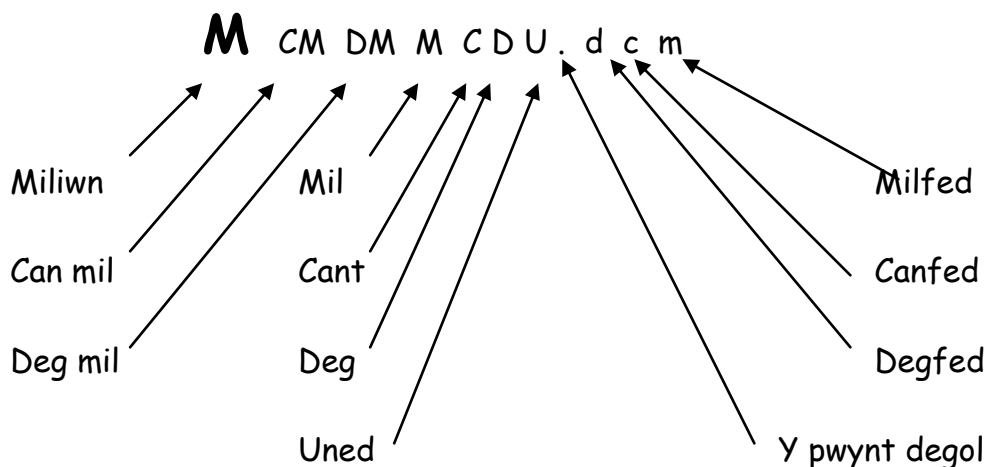 M CM DM M C D U . d c m
Miliwn Mil Milfed
Can mil Cant Canfed
Deg mil Deg Degfed
Uned Y pwynt degol